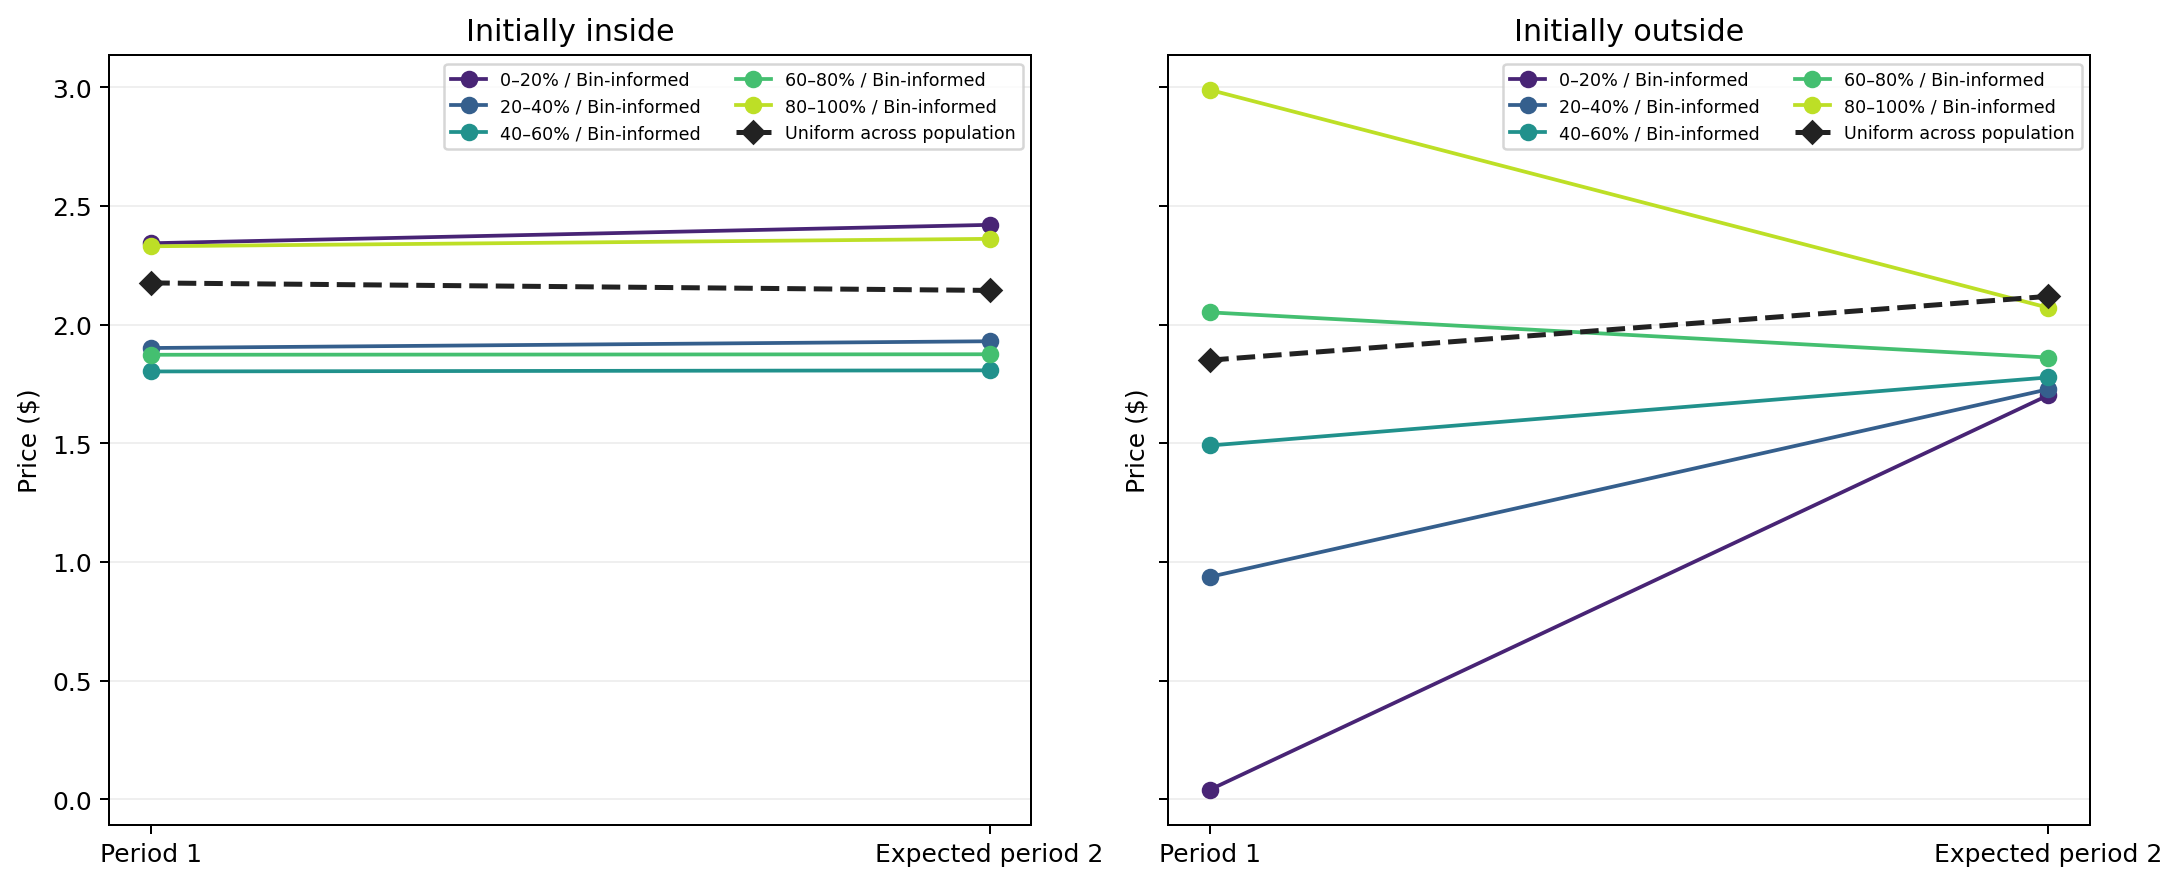 Initially inside
0–20% / Bin-informed
20–40% / Bin-informed
40–60% / Bin-informed
60–80% / Bin-informed
80–100% / Bin-informed
Uniform across population
Price ($)
3.0
2.5
2.0
1.5
1.0
0.5
0.0
Period 1
Expected period 2
Initially outside
0–20% / Bin-informed
20–40% / Bin-informed
40–60% / Bin-informed
60–80% / Bin-informed
80–100% / Bin-informed
Uniform across population
Price ($)
Period 1
Expected period 2